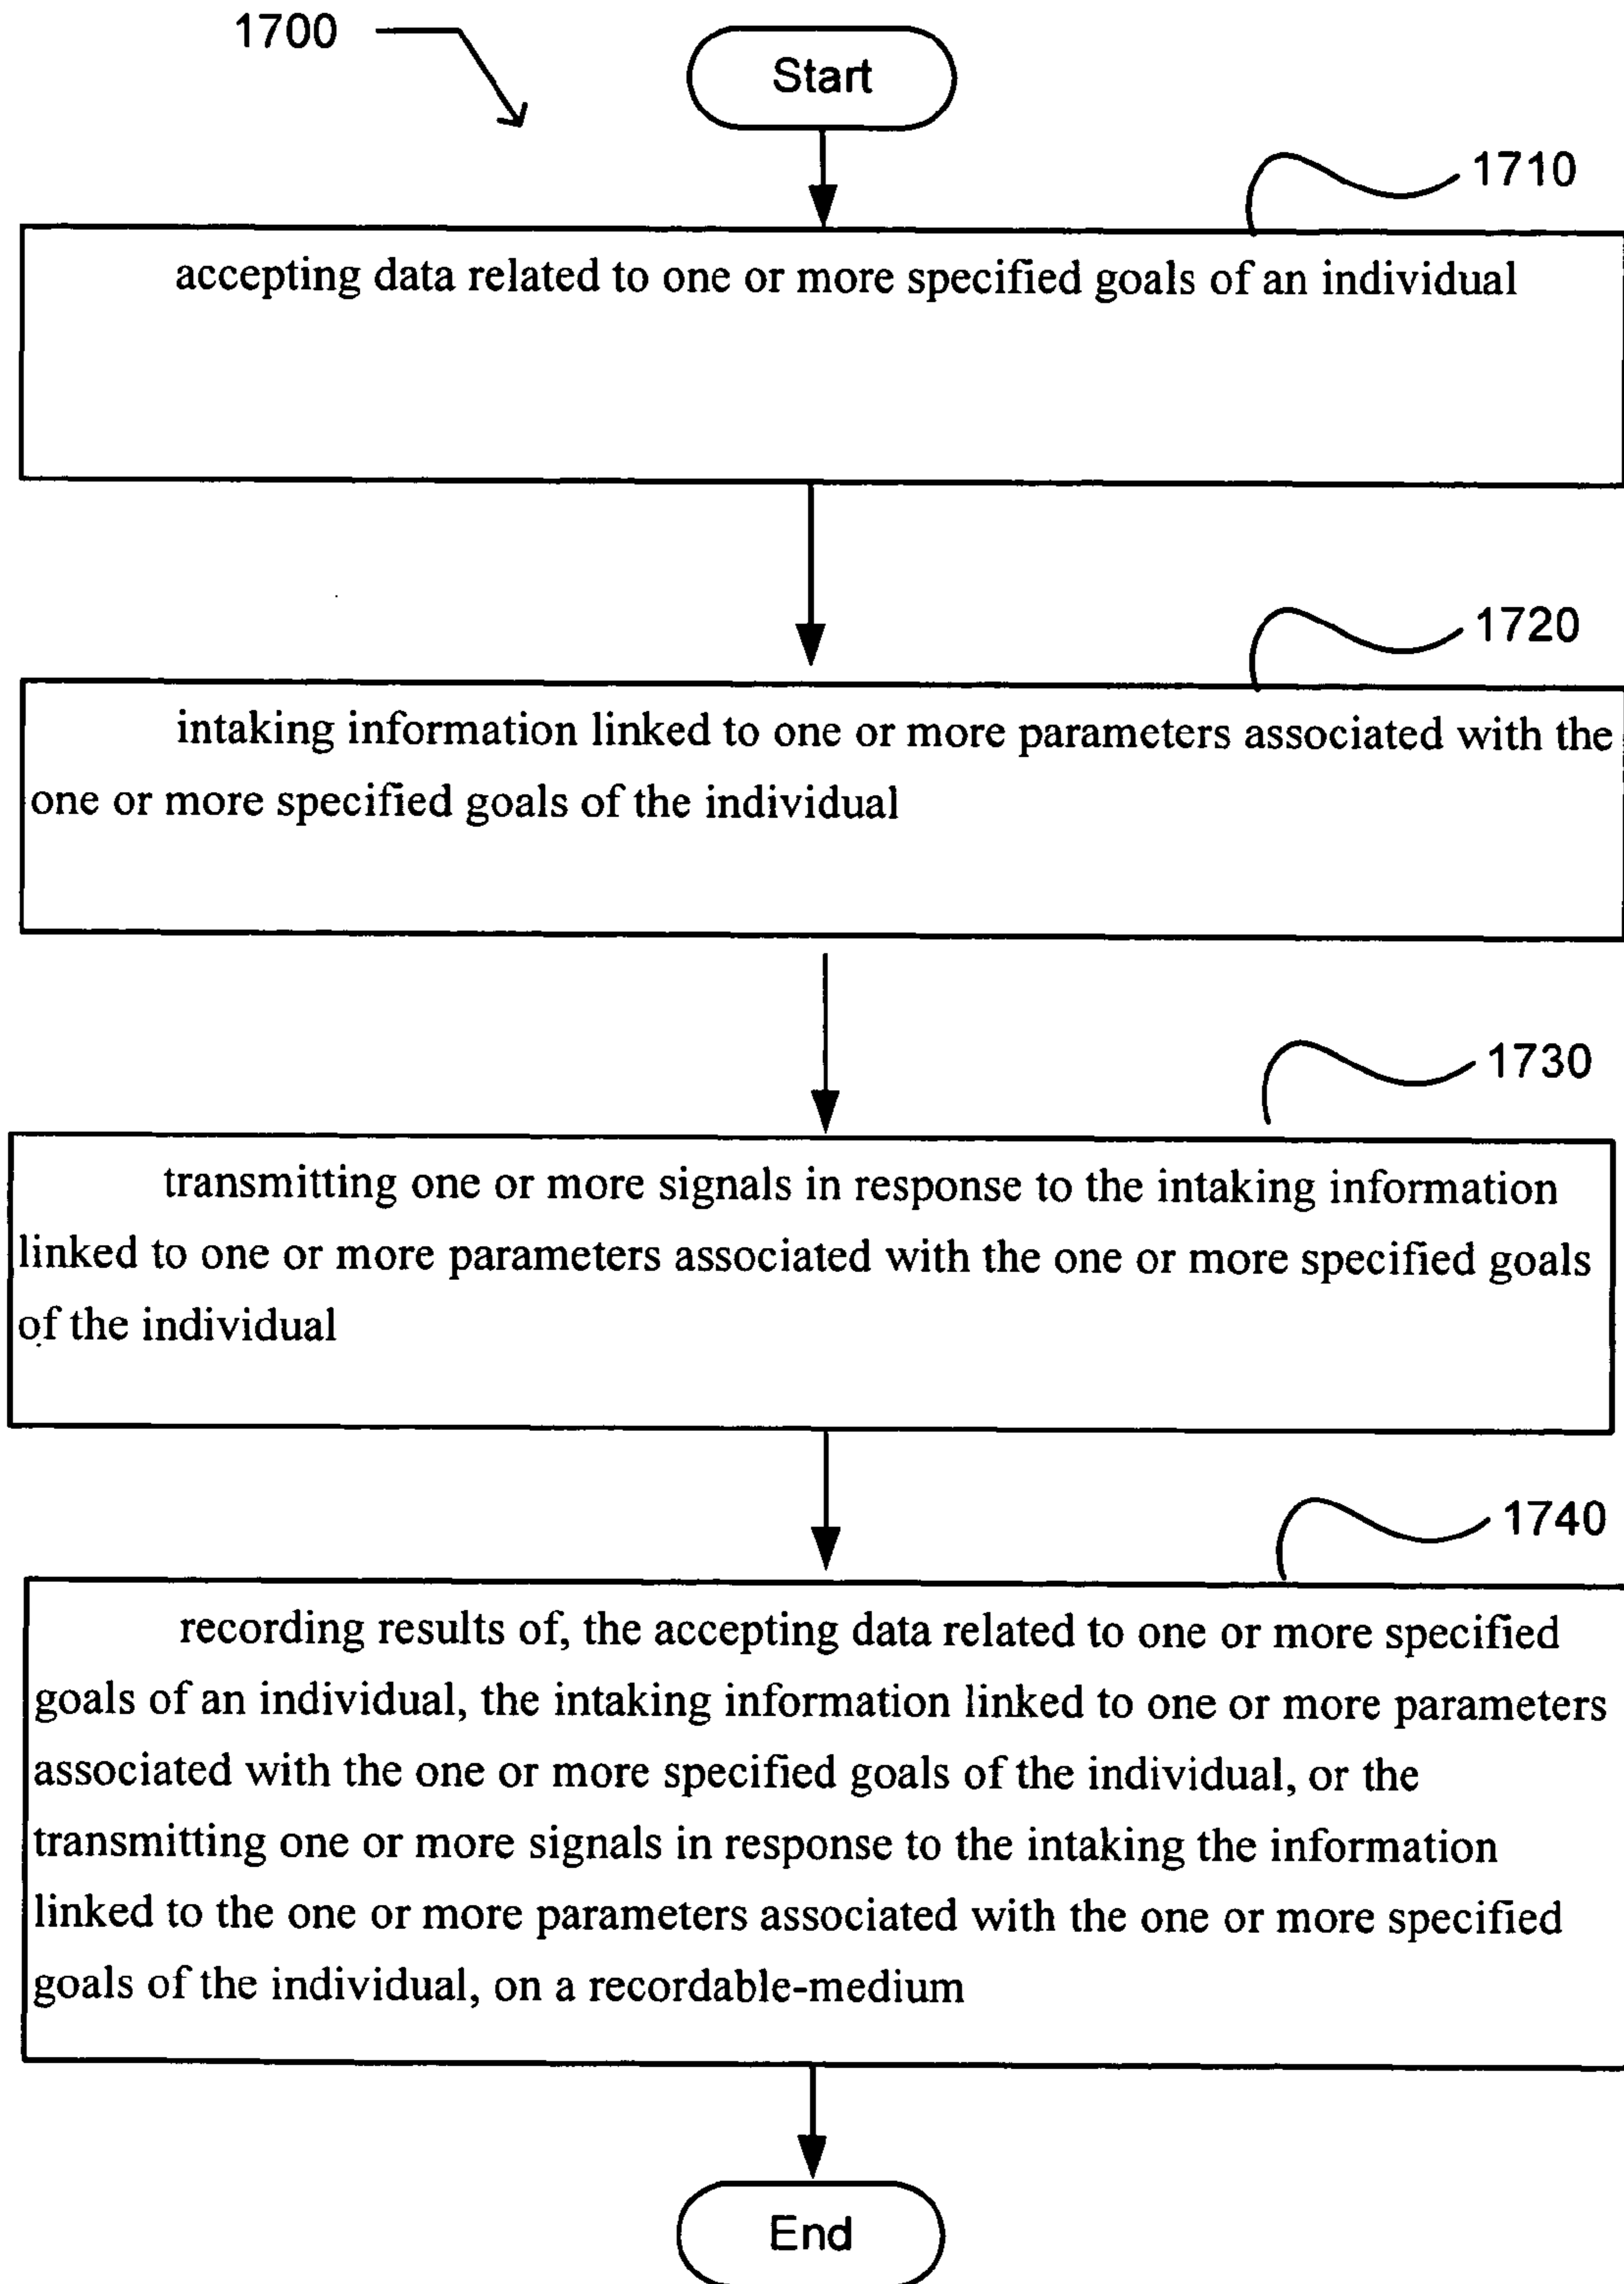 1700
Start
1710
accepting data related to one or more specified goals of an individual
1720
intaking information linked to one or more parameters associated with the
one or more specified goals of the individual
1730
transmitting one or more signals in response to the intaking information
linked to one or more parameters associated with the one or more specified goals
of the individual
1740
recording results of, the accepting data related to one or more specified
goals of an individual, the intaking information linked to one or more parameters
associated with the one or more specified goals of the individual, or the
transmitting one or more signals in response to the intaking the information
linked to the one or more parameters associated with the one or more specified
goals of the individual, on a recordable-medium
End